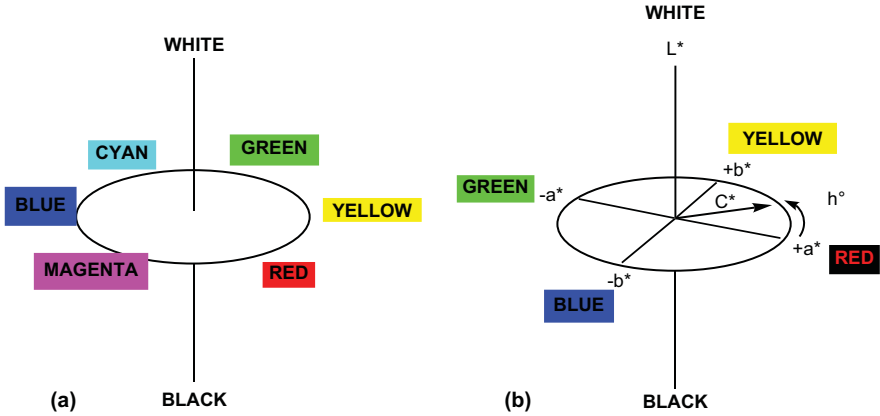 WHITE
CYAN
GREEN
BLUE
YELLOW
MAGENTA
RED
(a)
BLACK
WHITE
L*
YELLOW
+b*
GREEN
-a*
C*
h°
+a*
RED
-b*
BLUE
(b)
BLACK